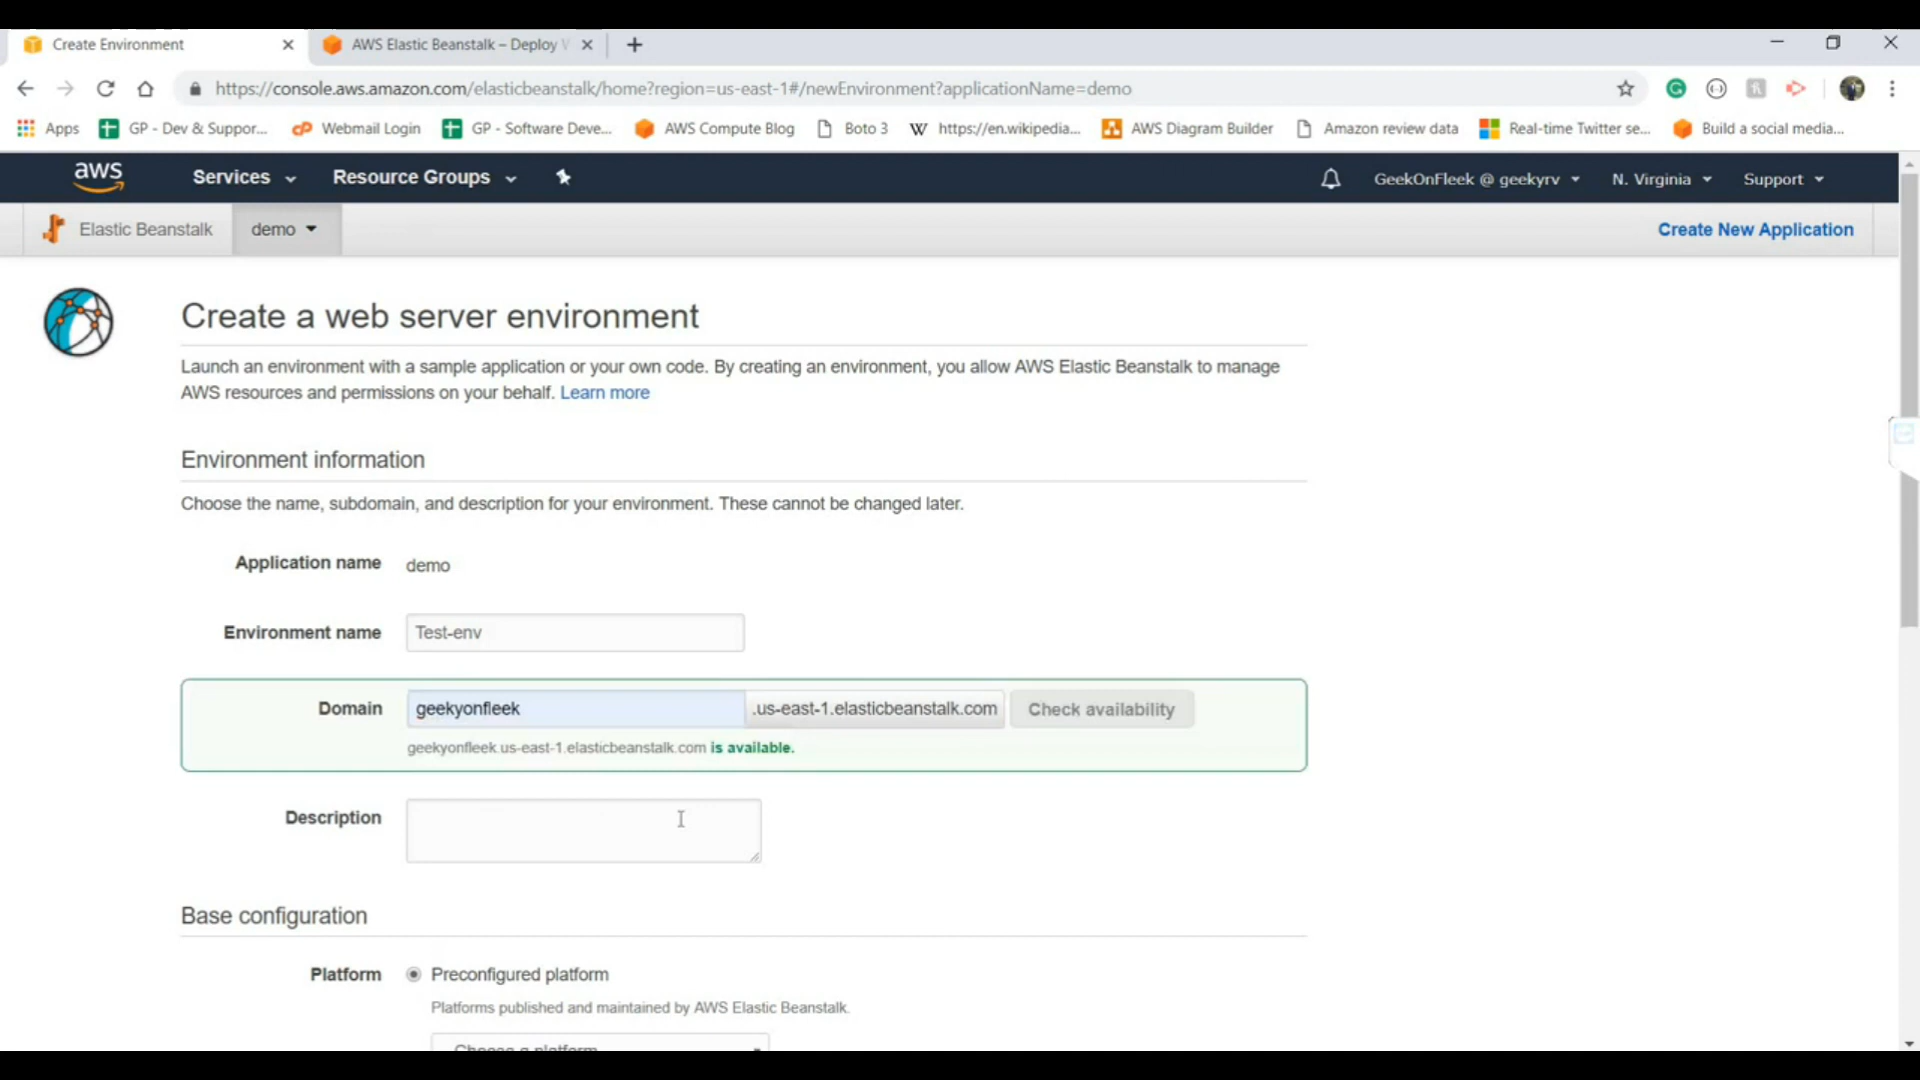 Create Environment
AWS Elastic Beanstalk – Deploy
https://console.aws.amazon.com/elasticbeanstalk/home?region=us-east-1#/newEnvironment?applicationName=demo
Apps GP - Dev & Suppor... cP Webmail Login GP - Software Deve... AWS Compute Blog Boto 3 W https://en.wikipedia... AWS Diagram Builder Amazon review data Real-time Twitter se... Build a social media...
aws Services Resource Groups GeekOnFleek @ geekyrv N. Virginia Support
Elastic Beanstalk demo Create New Application
Create a web server environment
Launch an environment with a sample application or your own code. By creating an environment, you allow AWS Elastic Beanstalk to manage
AWS resources and permissions on your behalf. Learn more
Environment information
Choose the name, subdomain, and description for your environment. These cannot be changed later.
Application name demo
Environment name Test-env
Domain geekyonfleek .us-east-1.elasticbeanstalk.com Check availability
geekyonfleek.us-east-1.elasticbeanstalk.com is available.
Description
Base configuration
Platform Preconfigured platform
Platforms published and maintained by AWS Elastic Beanstalk.
Choose a platform